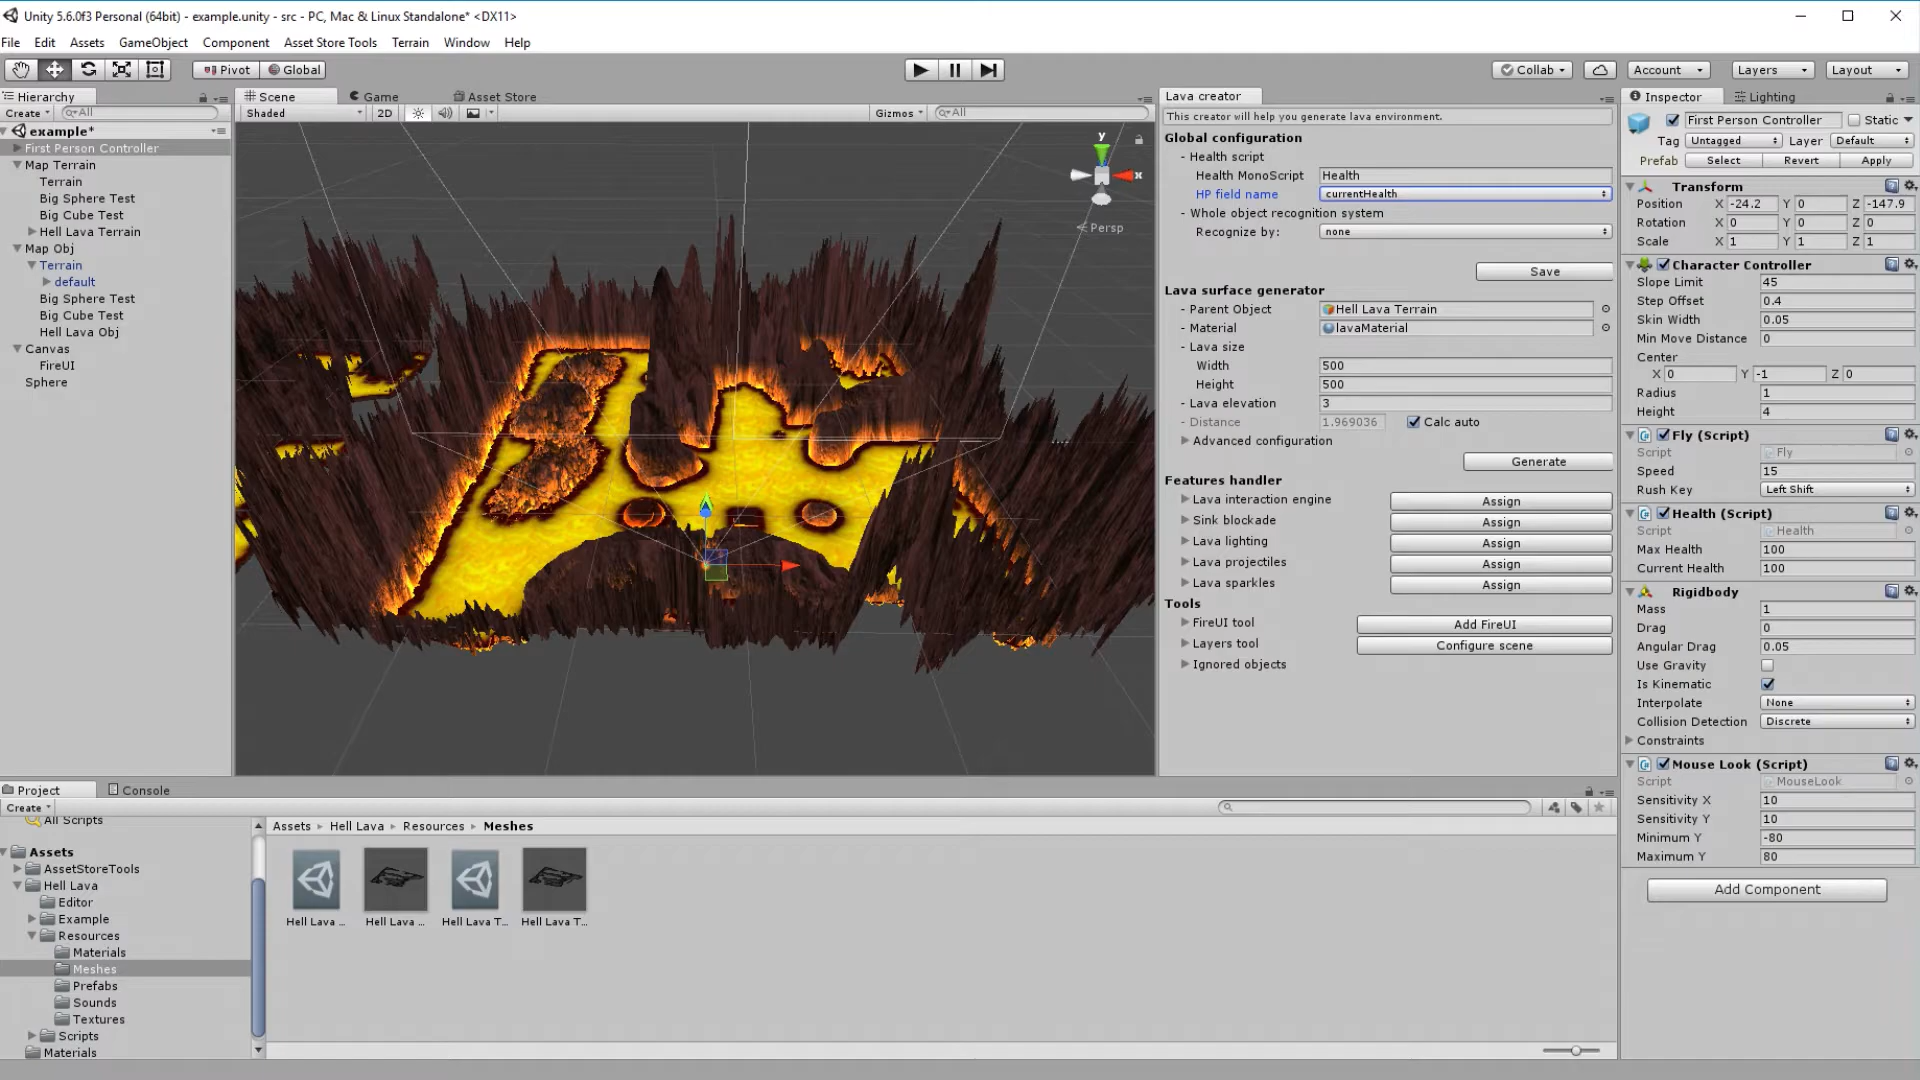 Unity 5.6.0f3 Personal (64bit) - example.unity - src - PC, Mac & Linux Standalone* <DX11>
File Edit Assets GameObject Component Asset Store Tools Terrain Window Help
Pivot Global Collab Account Layers Layout
Hierarchy
Create All
example*
First Person Controller
Map Terrain
Terrain
Big Sphere Test
Big Cube Test
Hell Lava Terrain
Map Obj
Terrain
default
Big Sphere Test
Big Cube Test
Hell Lava Obj
Canvas
FireUI
Sphere
Scene Game Asset Store
Shaded 2D Gizmos All
y
x
Persp
Lava creator
This creator will help you generate lava environment.
Global configuration
- Health script
Health MonoScript Health
HP field name currentHealth
- Whole object recognition system
Recognize by: none
Save
Lava surface generator
- Parent Object Hell Lava Terrain
- Material lavaMaterial
- Lava size
Width 500
Height 500
- Lava elevation 3
- Distance 1.969036 Calc auto
Advanced configuration
Generate
Features handler
Lava interaction engine Assign
Sink blockade Assign
Lava lighting Assign
Lava projectiles Assign
Lava sparkles Assign
Tools
FireUI tool Add FireUI
Layers tool Configure scene
Ignored objects
Inspector Lighting
First Person Controller Static
Tag Untagged Layer Default
Prefab Select Revert Apply
Transform
Position X -24.2 Y 0 Z -147.9
Rotation X 0 Y 0 Z 0
Scale X 1 Y 1 Z 1
Character Controller
Slope Limit 45
Step Offset 0.4
Skin Width 0.05
Min Move Distance 0
Center
X 0 Y -1 Z 0
Radius 1
Height 4
Fly (Script)
Script Fly
Speed 15
Rush Key Left Shift
Health (Script)
Script Health
Max Health 100
Current Health 100
Rigidbody
Mass 1
Drag 0
Angular Drag 0.05
Use Gravity
Is Kinematic
Interpolate None
Collision Detection Discrete
Constraints
Mouse Look (Script)
Script MouseLook
Sensitivity X 10
Sensitivity Y 10
Minimum Y -80
Maximum Y 80
Add Component
Project Console
Create
All Scripts
Assets
AssetStoreTools
Hell Lava
Editor
Example
Resources
Materials
Meshes
Prefabs
Sounds
Textures
Scripts
Materials
Assets Hell Lava Resources Meshes
Hell Lava ... Hell Lava ... Hell Lava T... Hell Lava T...